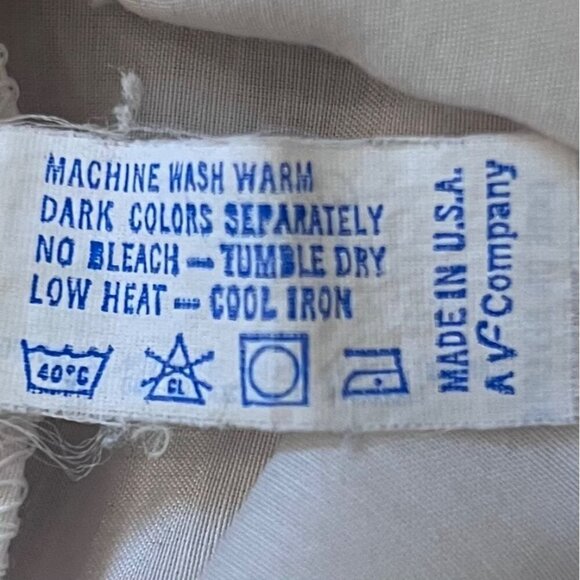 MACHINE WASH WARM
DARK COLORS SEPARATELY
NO BLEACH — TUMBLE DRY
LOW HEAT — COOL IRON
40°C
CL
MADE IN U.S.A.
A VF Company